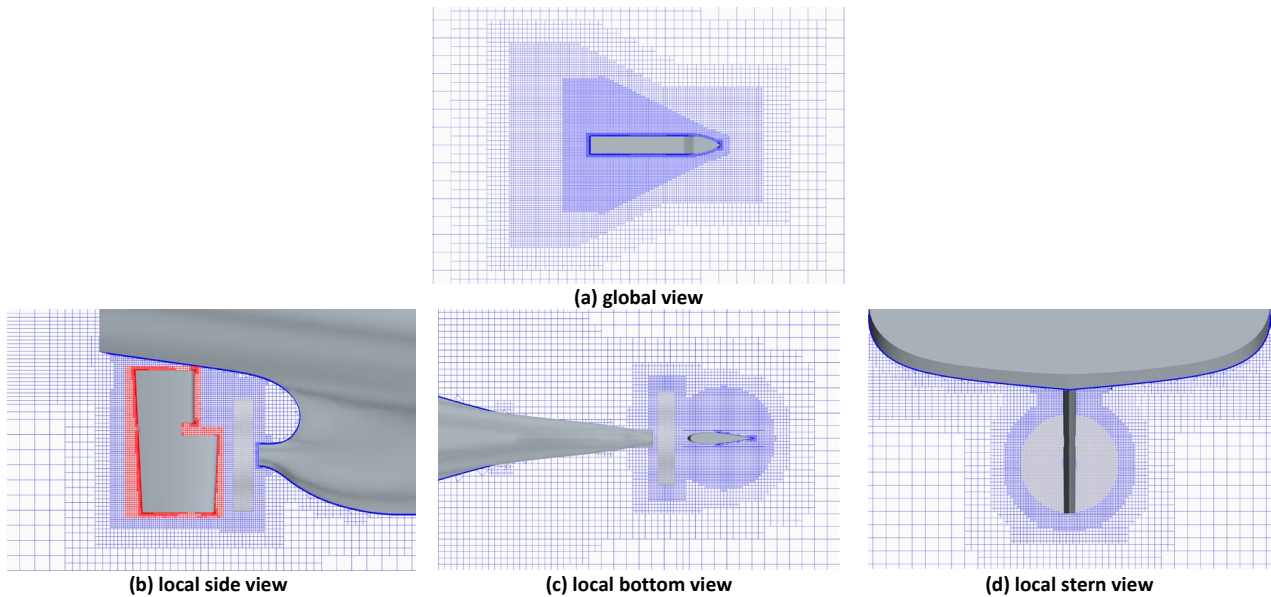 (a) global view
(b) local side view
(c) local bottom view
(d) local stern view